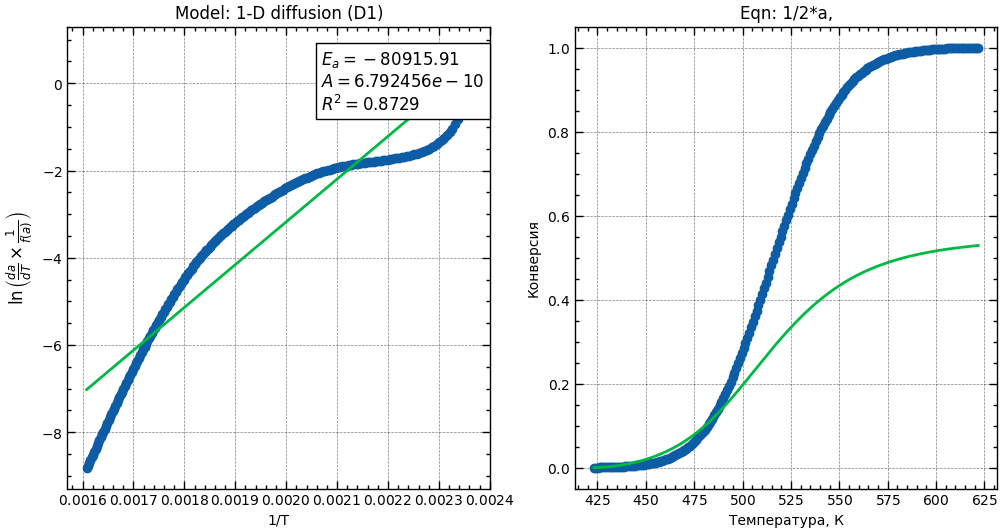 Model: 1-D diffusion (D1)
Eqn: 1/2*a,
E_a = −80915.91
A = 6.792456e − 10
R² = 0.8729
0
−2
−4
−6
−8
ln(da/dT × 1/f(a))
0.0016 0.0017 0.0018 0.0019 0.0020 0.0021 0.0022 0.0023 0.0024
1/T
1.0
0.8
0.6
0.4
0.2
0.0
Конверсия
425 450 475 500 525 550 575 600 625
Температура, К